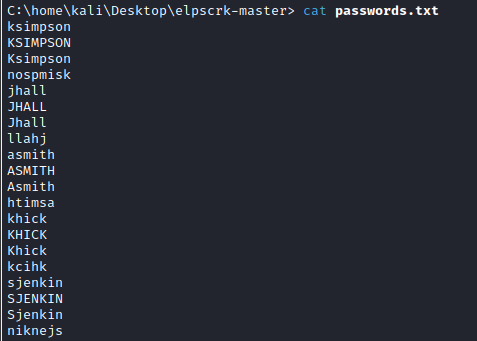 C:\home\kali\Desktop\elpscrk-master> cat passwords.txt
ksimpson
KSIMPSON
Ksimpson
nospmisk
jhall
JHALL
Jhall
llahj
asmith
ASMITH
Asmith
htimsa
khick
KHICK
Khick
kcihk
sjenkin
SJENKIN
Sjenkin
niknejs